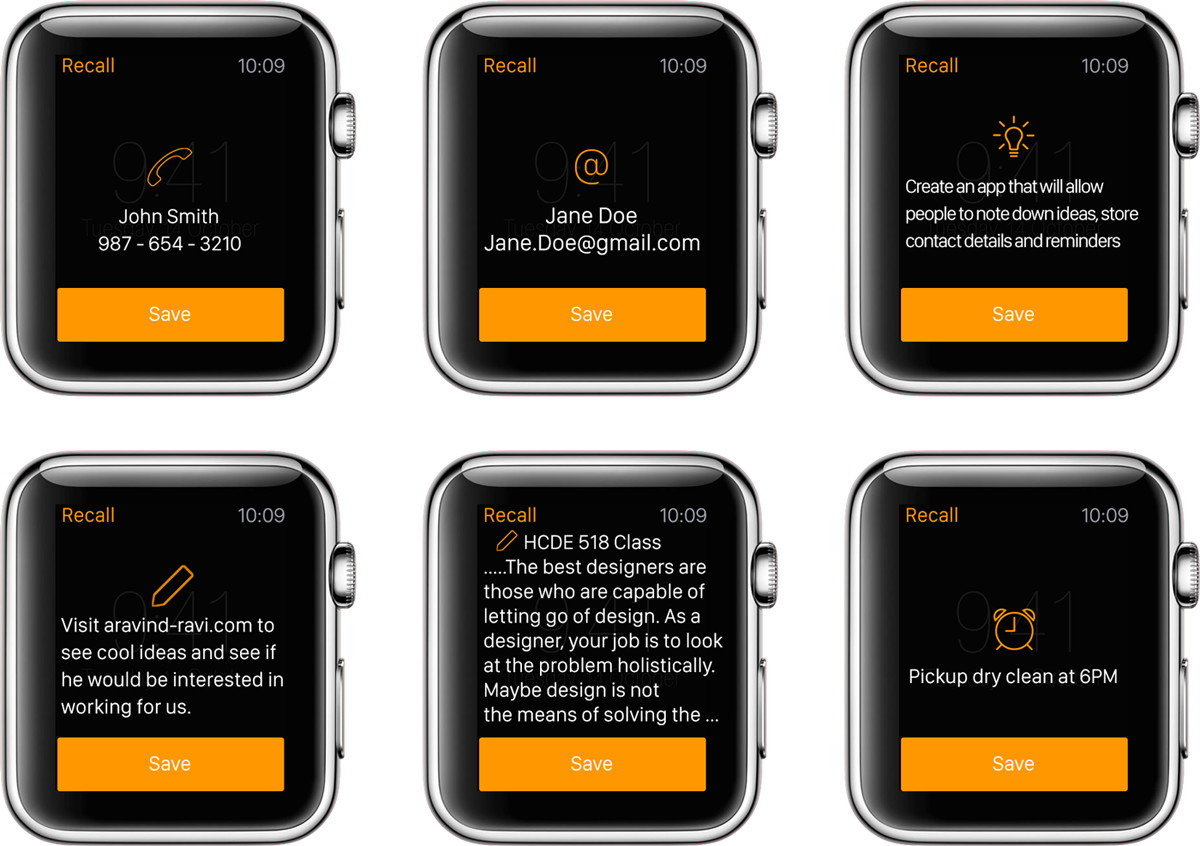 Recall 10:09
John Smith
987 - 654 - 3210
Save
Recall 10:09
@
Jane Doe
Jane.Doe@gmail.com
Save
Recall 10:09
Create an app that will allow
people to note down ideas, store
contact details and reminders
Save
Recall 10:09
Visit aravind-ravi.com to
see cool ideas and see if
he would be interested in
working for us.
Save
Recall 10:09
HCDE 518 Class
.....The best designers are
those who are capable of
letting go of design. As a
designer, your job is to look
at the problem holistically.
Maybe design is not
the means of solving the ...
Save
Recall 10:09
Pickup dry clean at 6PM
Save